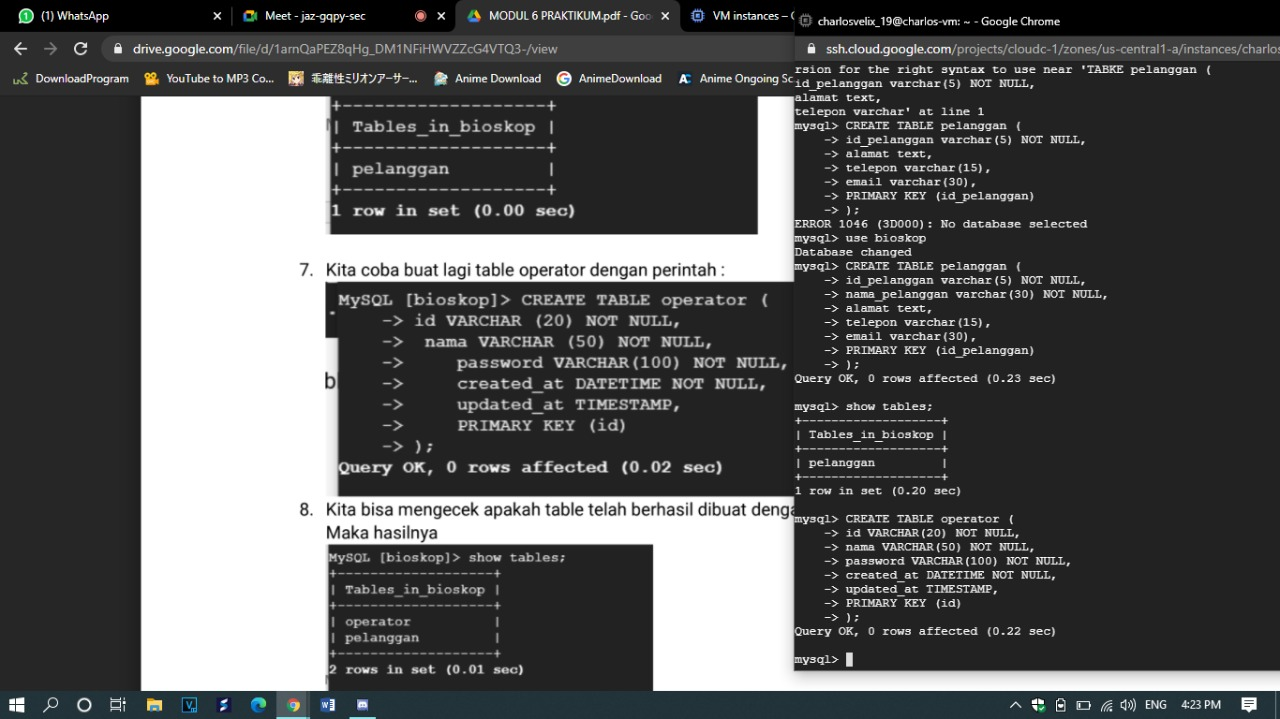 (1) WhatsApp
Meet - jaz-gqpy-sec
MODUL 6 PRAKTIKUM.pdf - Goo
VM instances – C
drive.google.com/file/d/1amQaPEZ8qHg_DM1NFiHWVZZcG4VTQ3-/view
DownloadProgram
YouTube to MP3 Co...
乖離性ミリオンアーサー...
Anime Download
AnimeDownload
Anime Ongoing Sc
Tables_in_bioskop
pelanggan
1 row in set (0.00 sec)
7. Kita coba buat lagi table operator dengan perintah :
MySQL [bioskop]> CREATE TABLE operator (
-> id VARCHAR (20) NOT NULL,
-> nama VARCHAR (50) NOT NULL,
-> password VARCHAR(100) NOT NULL,
-> created_at DATETIME NOT NULL,
-> updated_at TIMESTAMP,
-> PRIMARY KEY (id)
-> );
Query OK, 0 rows affected (0.02 sec)
8. Kita bisa mengecek apakah table telah berhasil dibuat denga
Maka hasilnya
MySQL [bioskop]> show tables;
Tables_in_bioskop
operator
pelanggan
2 rows in set (0.01 sec)
charlosvelix_19@charlos-vm: ~ - Google Chrome
ssh.cloud.google.com/projects/cloudc-1/zones/us-central1-a/instances/charlos
rsion for the right syntax to use near 'TABKE pelanggan (
id_pelanggan varchar(5) NOT NULL,
alamat text,
telepon varchar' at line 1
mysql> CREATE TABLE pelanggan (
-> id_pelanggan varchar(5) NOT NULL,
-> alamat text,
-> telepon varchar(15),
-> email varchar(30),
-> PRIMARY KEY (id_pelanggan)
-> );
ERROR 1046 (3D000): No database selected
mysql> use bioskop
Database changed
mysql> CREATE TABLE pelanggan (
-> id_pelanggan varchar(5) NOT NULL,
-> nama_pelanggan varchar(30) NOT NULL,
-> alamat text,
-> telepon varchar(15),
-> email varchar(30),
-> PRIMARY KEY (id_pelanggan)
-> );
Query OK, 0 rows affected (0.23 sec)
mysql> show tables;
Tables_in_bioskop
pelanggan
1 row in set (0.20 sec)
mysql> CREATE TABLE operator (
-> id VARCHAR(20) NOT NULL,
-> nama VARCHAR(50) NOT NULL,
-> password VARCHAR(100) NOT NULL,
-> created_at DATETIME NOT NULL,
-> updated_at TIMESTAMP,
-> PRIMARY KEY (id)
-> );
Query OK, 0 rows affected (0.22 sec)
mysql>
ENG
4:23 PM